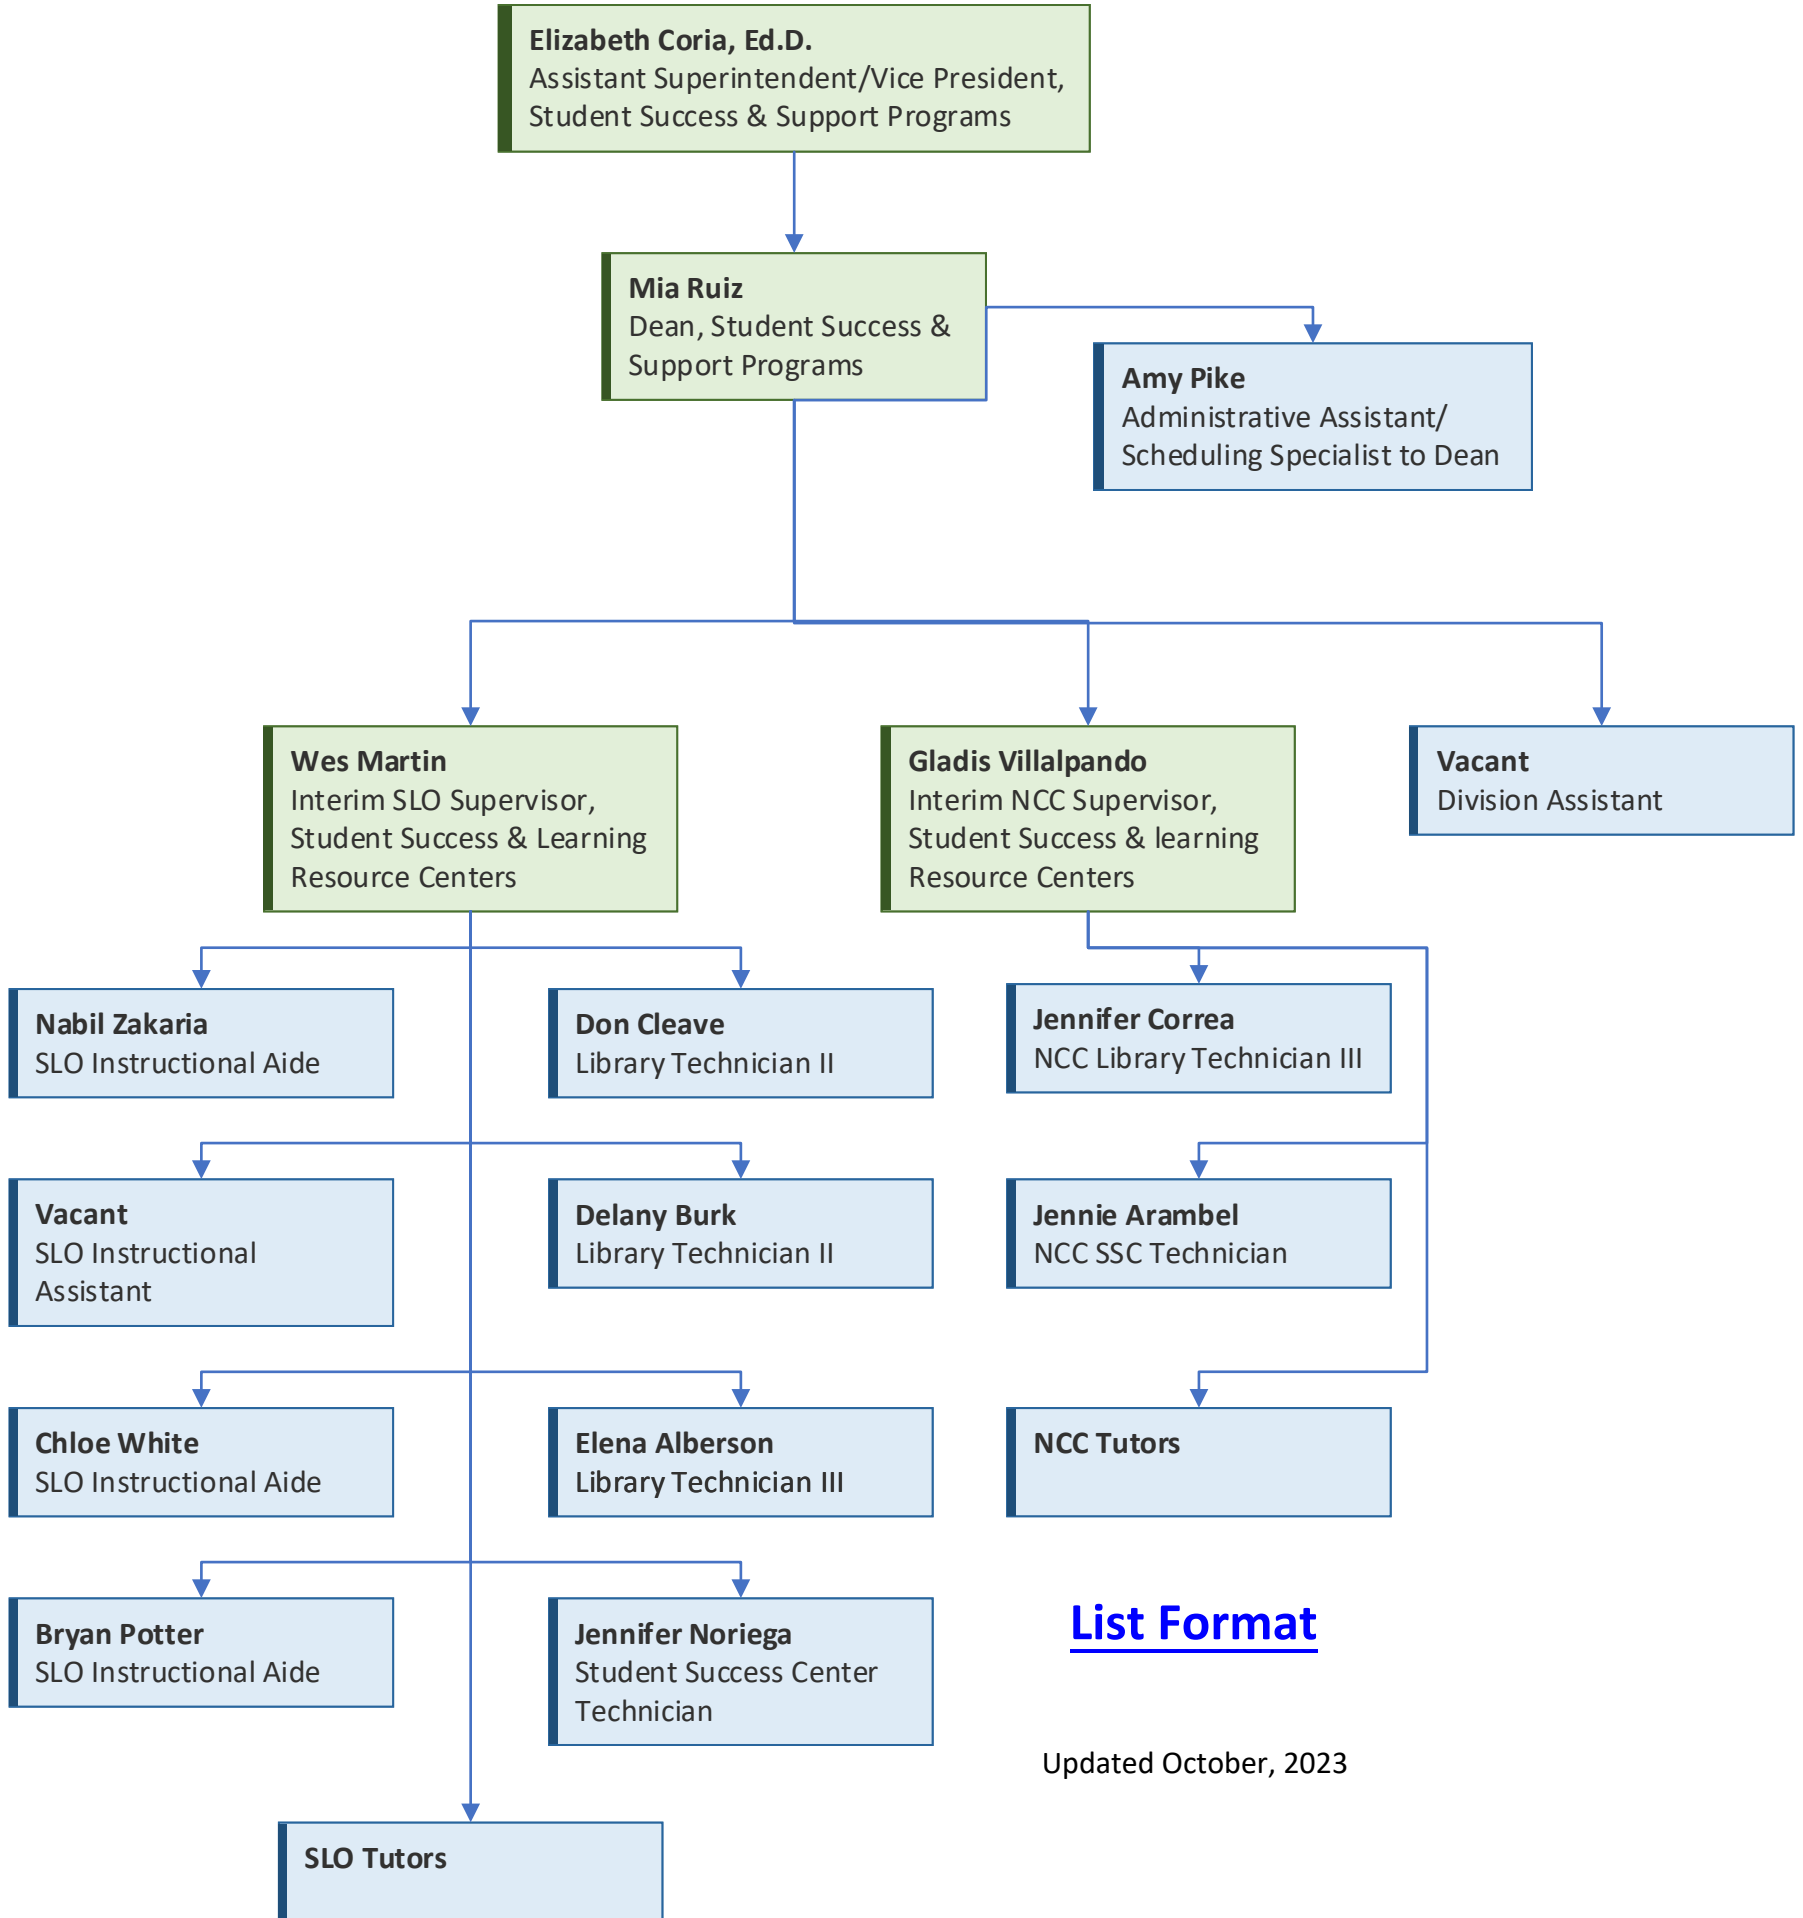 Elizabeth Coria, Ed.D.
Assistant Superintendent/Vice President,
Student Success & Support Programs
Mia Ruiz
Dean, Student Success &
Support Programs
Amy Pike
Administrative Assistant/
Scheduling Specialist to Dean
Wes Martin
Interim SLO Supervisor,
Student Success & Learning
Resource Centers
Gladis Villalpando
Interim NCC Supervisor,
Student Success & learning
Resource Centers
Vacant
Division Assistant
Nabil Zakaria
SLO Instructional Aide
Don Cleave
Library Technician II
Jennifer Correa
NCC Library Technician III
Vacant
SLO Instructional
Assistant
Delany Burk
Library Technician II
Jennie Arambel
NCC SSC Technician
Chloe White
SLO Instructional Aide
Elena Alberson
Library Technician III
NCC Tutors
Bryan Potter
SLO Instructional Aide
Jennifer Noriega
Student Success Center
Technician
List Format
Updated October, 2023
SLO Tutors